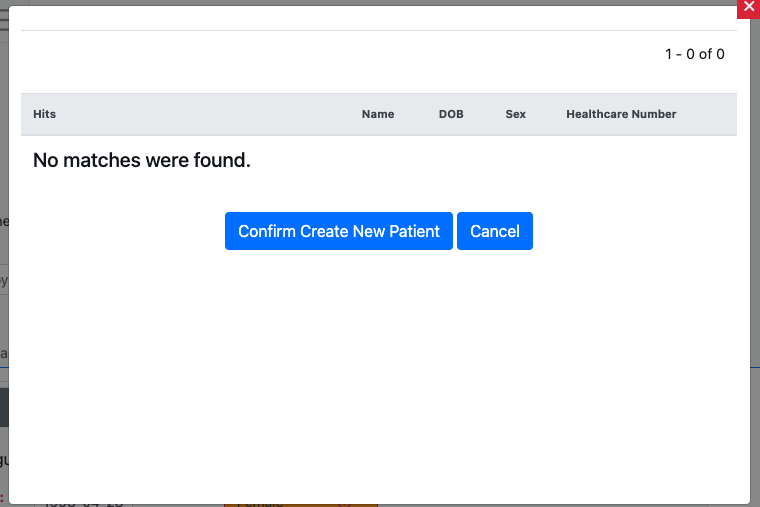 1 - 0 of 0
Hits Name DOB Sex Healthcare Number
No matches were found.
Confirm Create New Patient Cancel